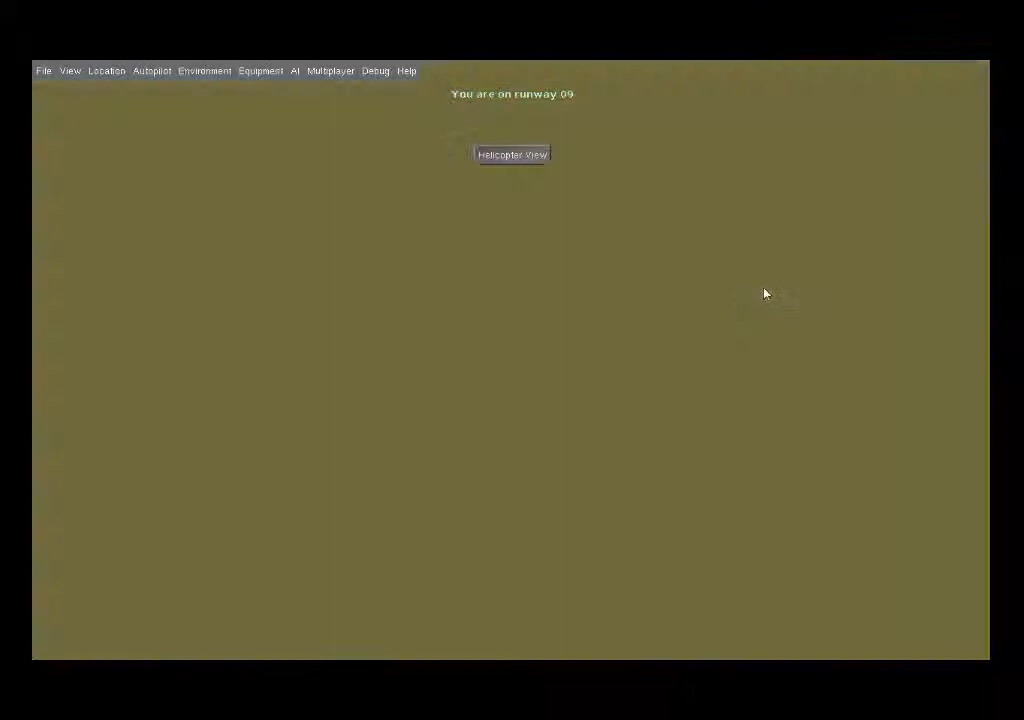 File View Location Autopilot Environment Equipment AI Multiplayer Debug Help
You are on runway 09
Helicopter View